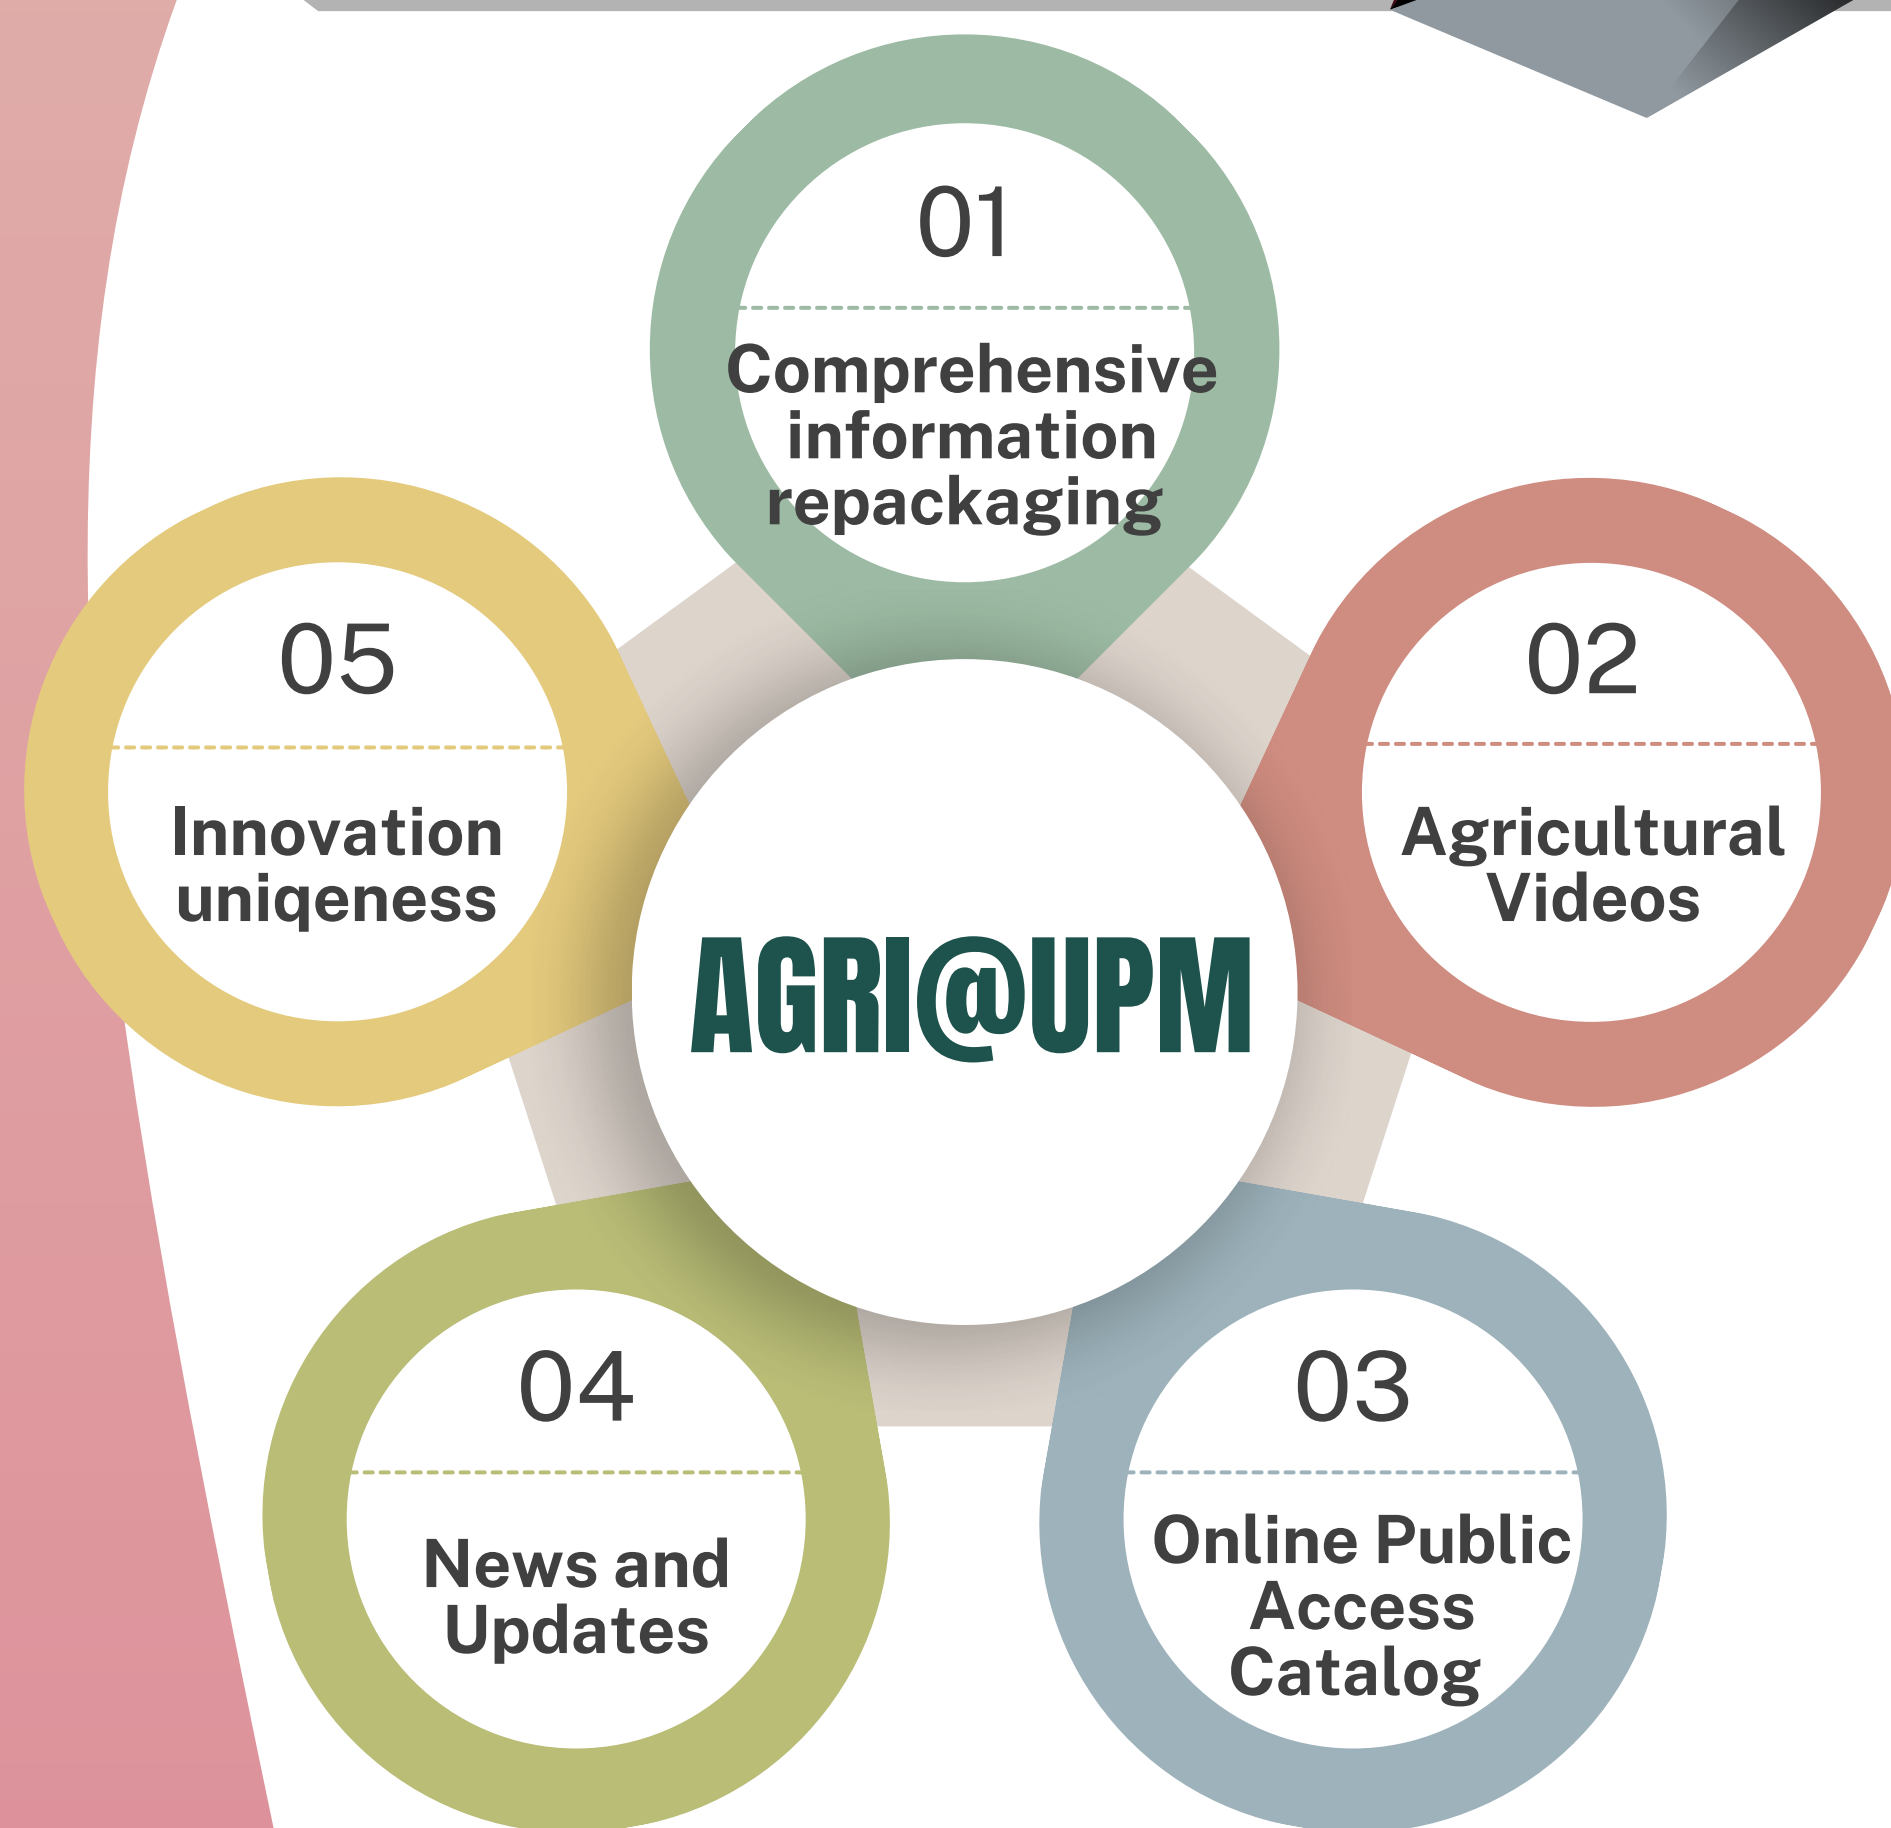 01
Comprehensive
information
repackaging
02
Agricultural
Videos
03
Online Public
Access
Catalog
04
News and
Updates
05
Innovation
uniqeness
AGRI@UPM